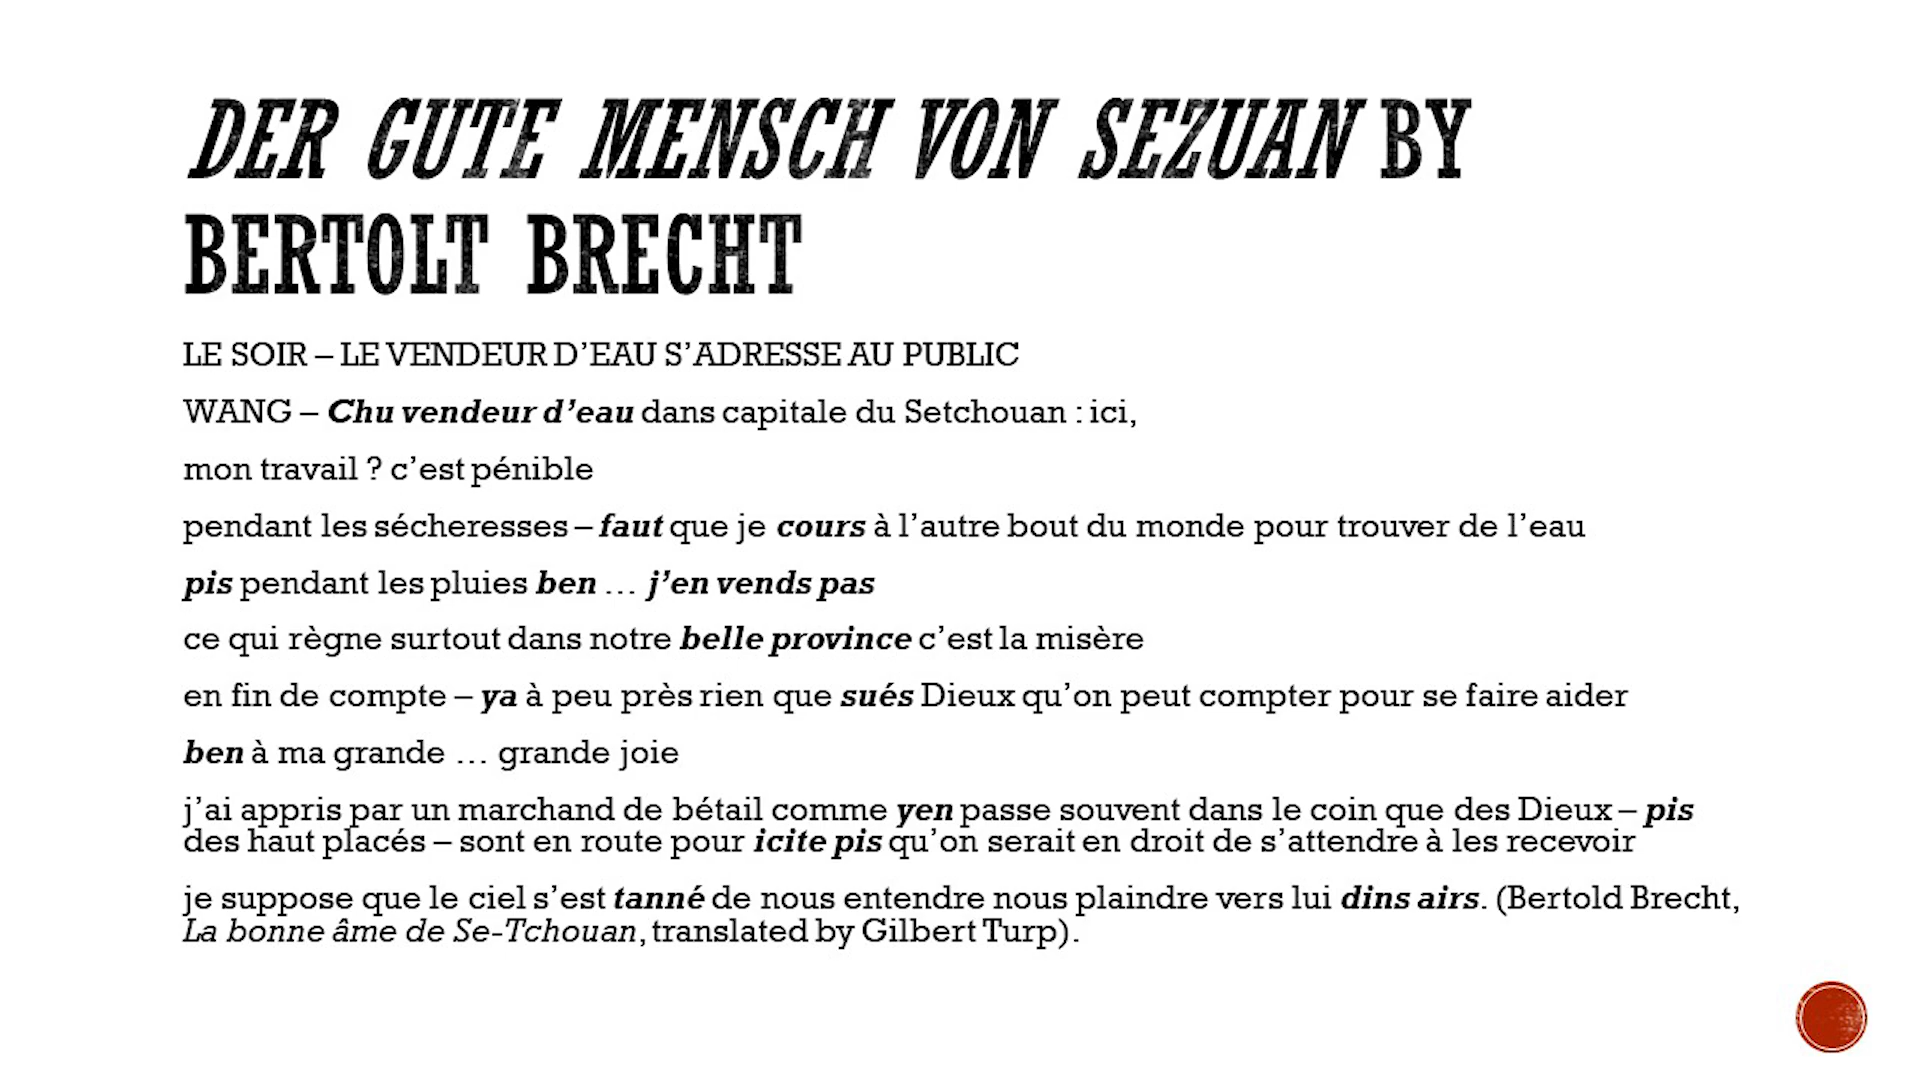 DER GUTE MENSCH VON SEZUAN BY
BERTOLT BRECHT
LE SOIR – LE VENDEUR D’EAU S’ADRESSE AU PUBLIC
WANG – Chu vendeur d’eau dans capitale du Setchouan : ici,
mon travail ? c’est pénible
pendant les sécheresses – faut que je cours à l’autre bout du monde pour trouver de l’eau
pis pendant les pluies ben … j’en vends pas
ce qui règne surtout dans notre belle province c’est la misère
en fin de compte – ya à peu près rien que sués Dieux qu’on peut compter pour se faire aider
ben à ma grande … grande joie
j’ai appris par un marchand de bétail comme yen passe souvent dans le coin que des Dieux – pis
des haut placés – sont en route pour icite pis qu’on serait en droit de s’attendre à les recevoir
je suppose que le ciel s’est tanné de nous entendre nous plaindre vers lui dins airs. (Bertold Brecht,
La bonne âme de Se-Tchouan, translated by Gilbert Turp).